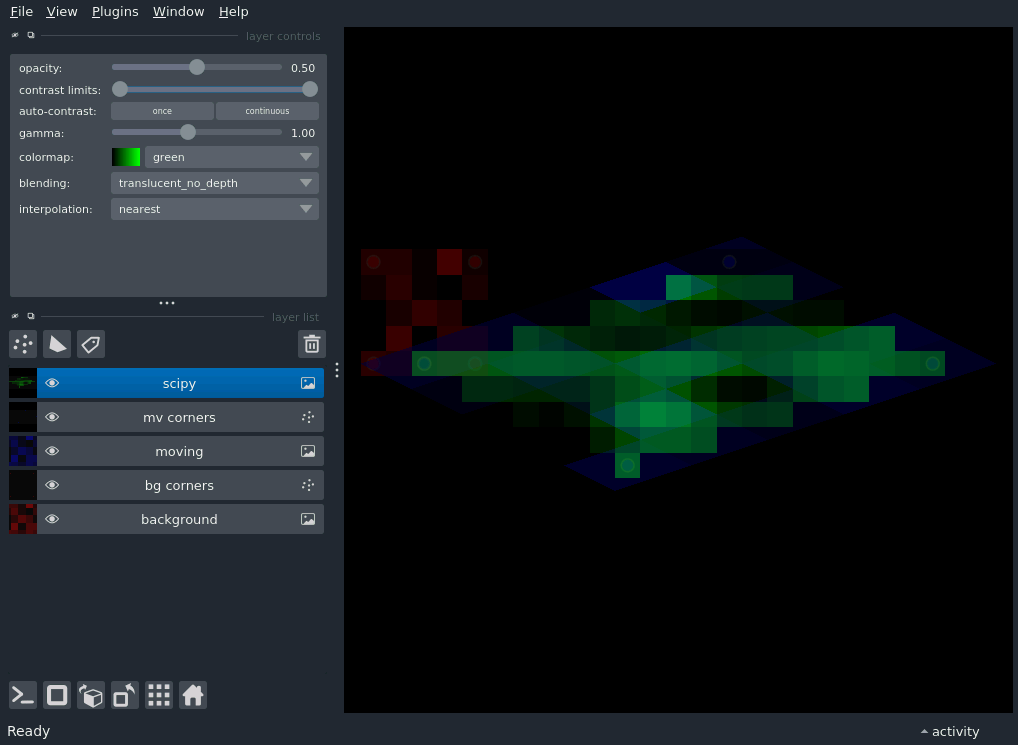 File View Plugins Window Help
layer controls
opacity: 0.50
contrast limits:
auto-contrast: once continuous
gamma: 1.00
colormap: green
blending: translucent_no_depth
interpolation: nearest
layer list
scipy
mv corners
moving
bg corners
background
Ready
activity